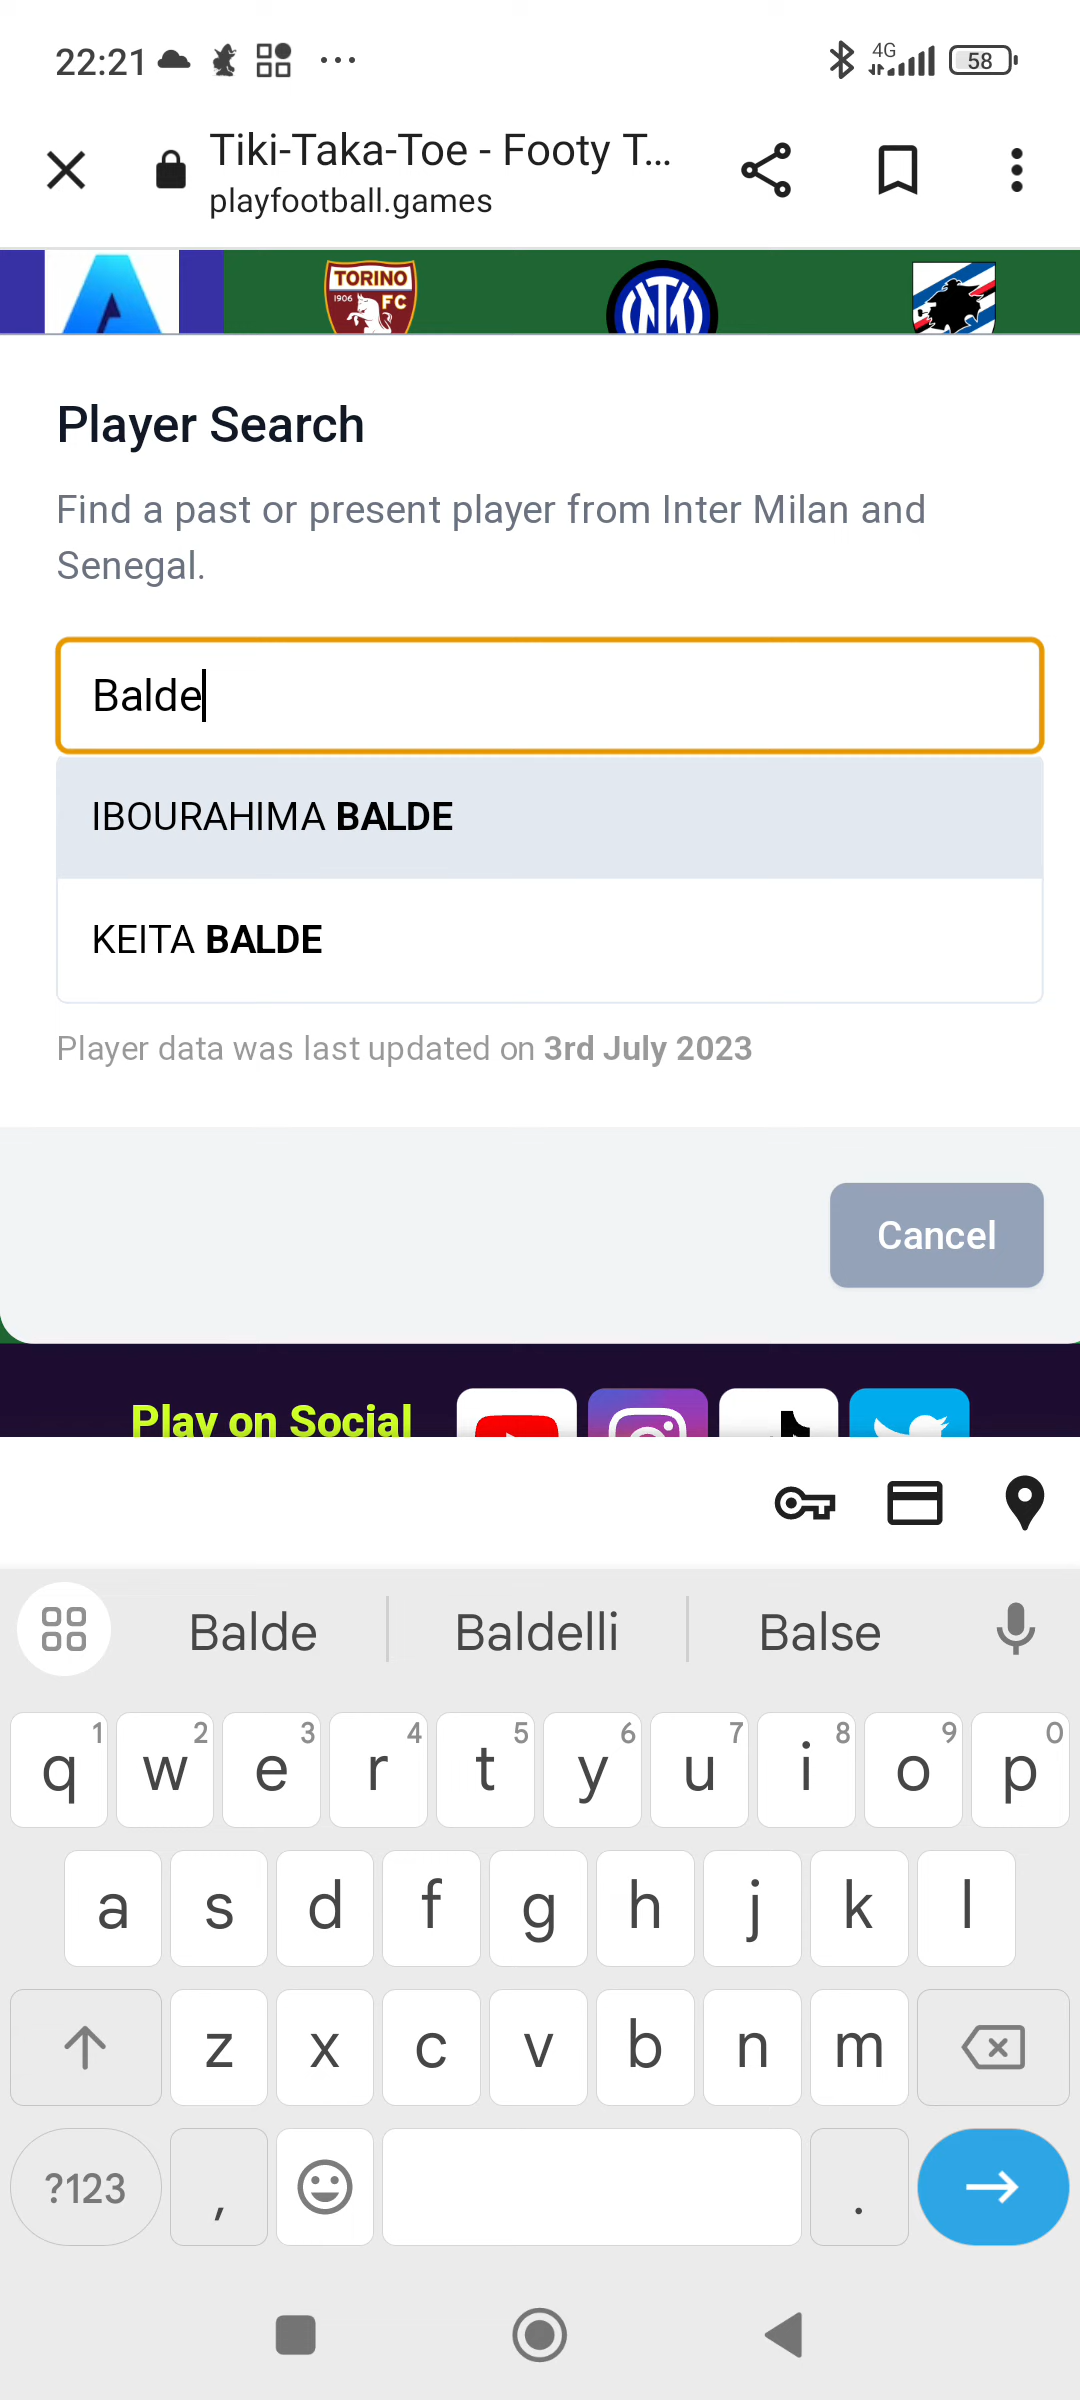 22:21
4G
58
Tiki-Taka-Toe - Footy T...
playfootball.games
TORINO
1906 FC
Player Search
Find a past or present player from Inter Milan and
Senegal.
Balde
IBOURAHIMA BALDE
KEITA BALDE
Player data was last updated on 3rd July 2023
Cancel
Play on Social
Balde Baldelli Balse
1 2 3 4 5 6 7 8 9 0
q w e r t y u i o p
a s d f g h j k l
z x c v b n m
?123 , .